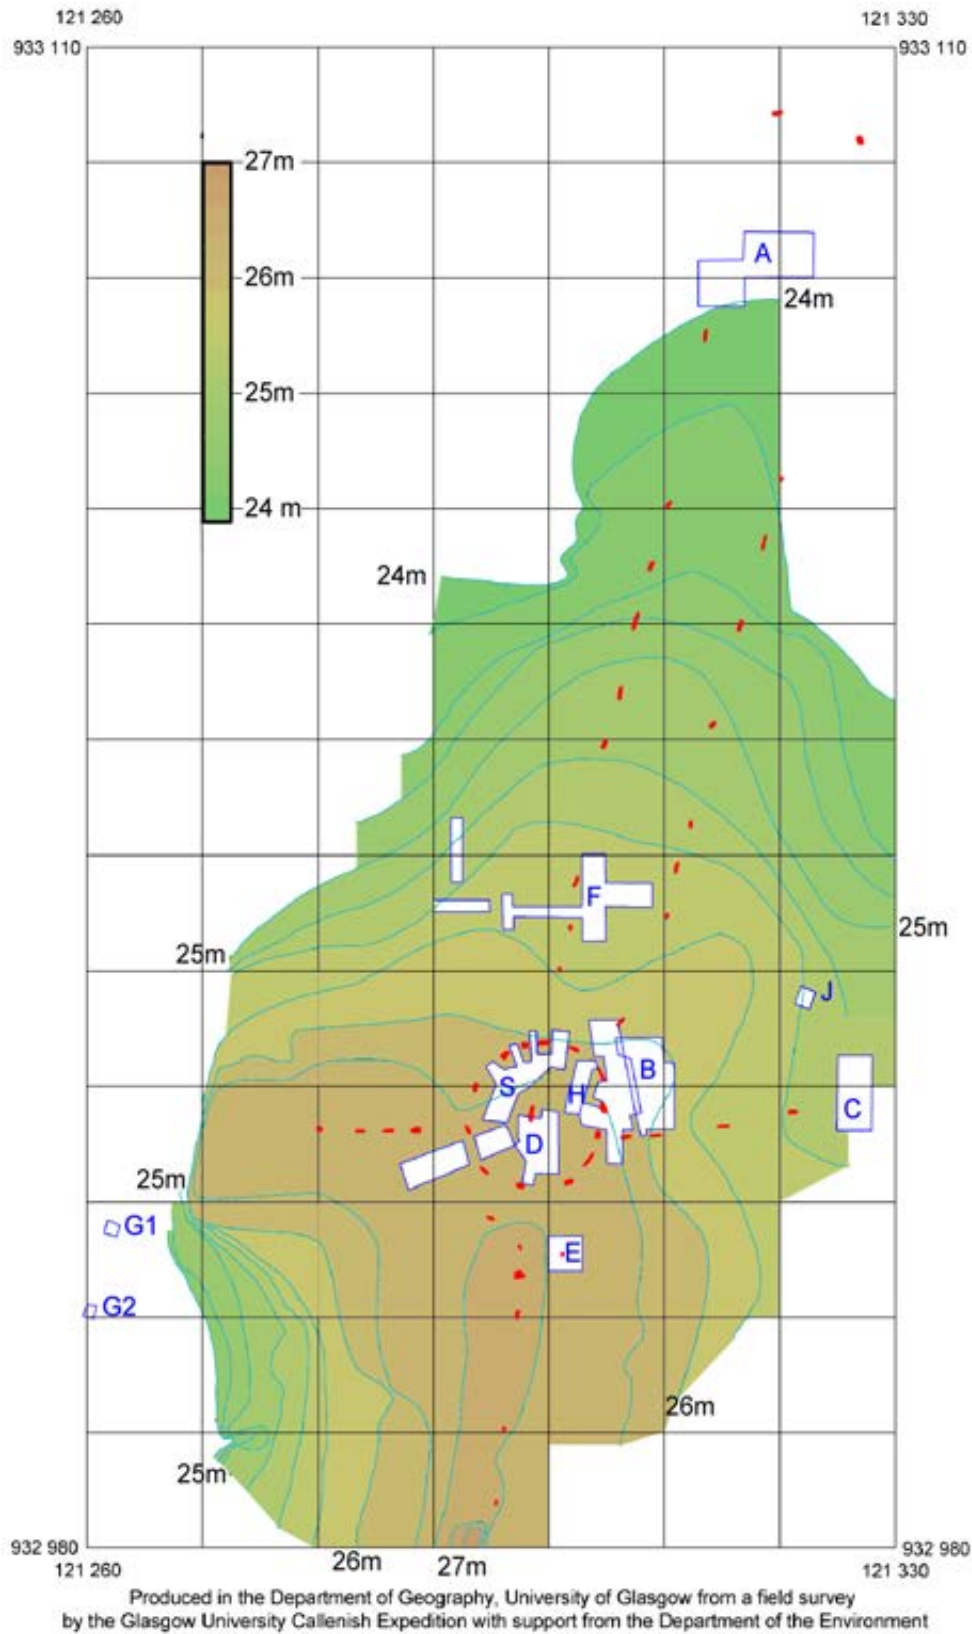 121 260
121 330
933 110
933 110
27m
A
26m
24m
25m
24 m
24m
F
25m
25m
J
B
S
H
C
D
25m
G1
E
G2
26m
25m
932 980
932 980
26m
27m
121 260
121 330
Produced in the Department of Geography, University of Glasgow from a field survey
by the Glasgow University Callenish Expedition with support from the Department of the Environment